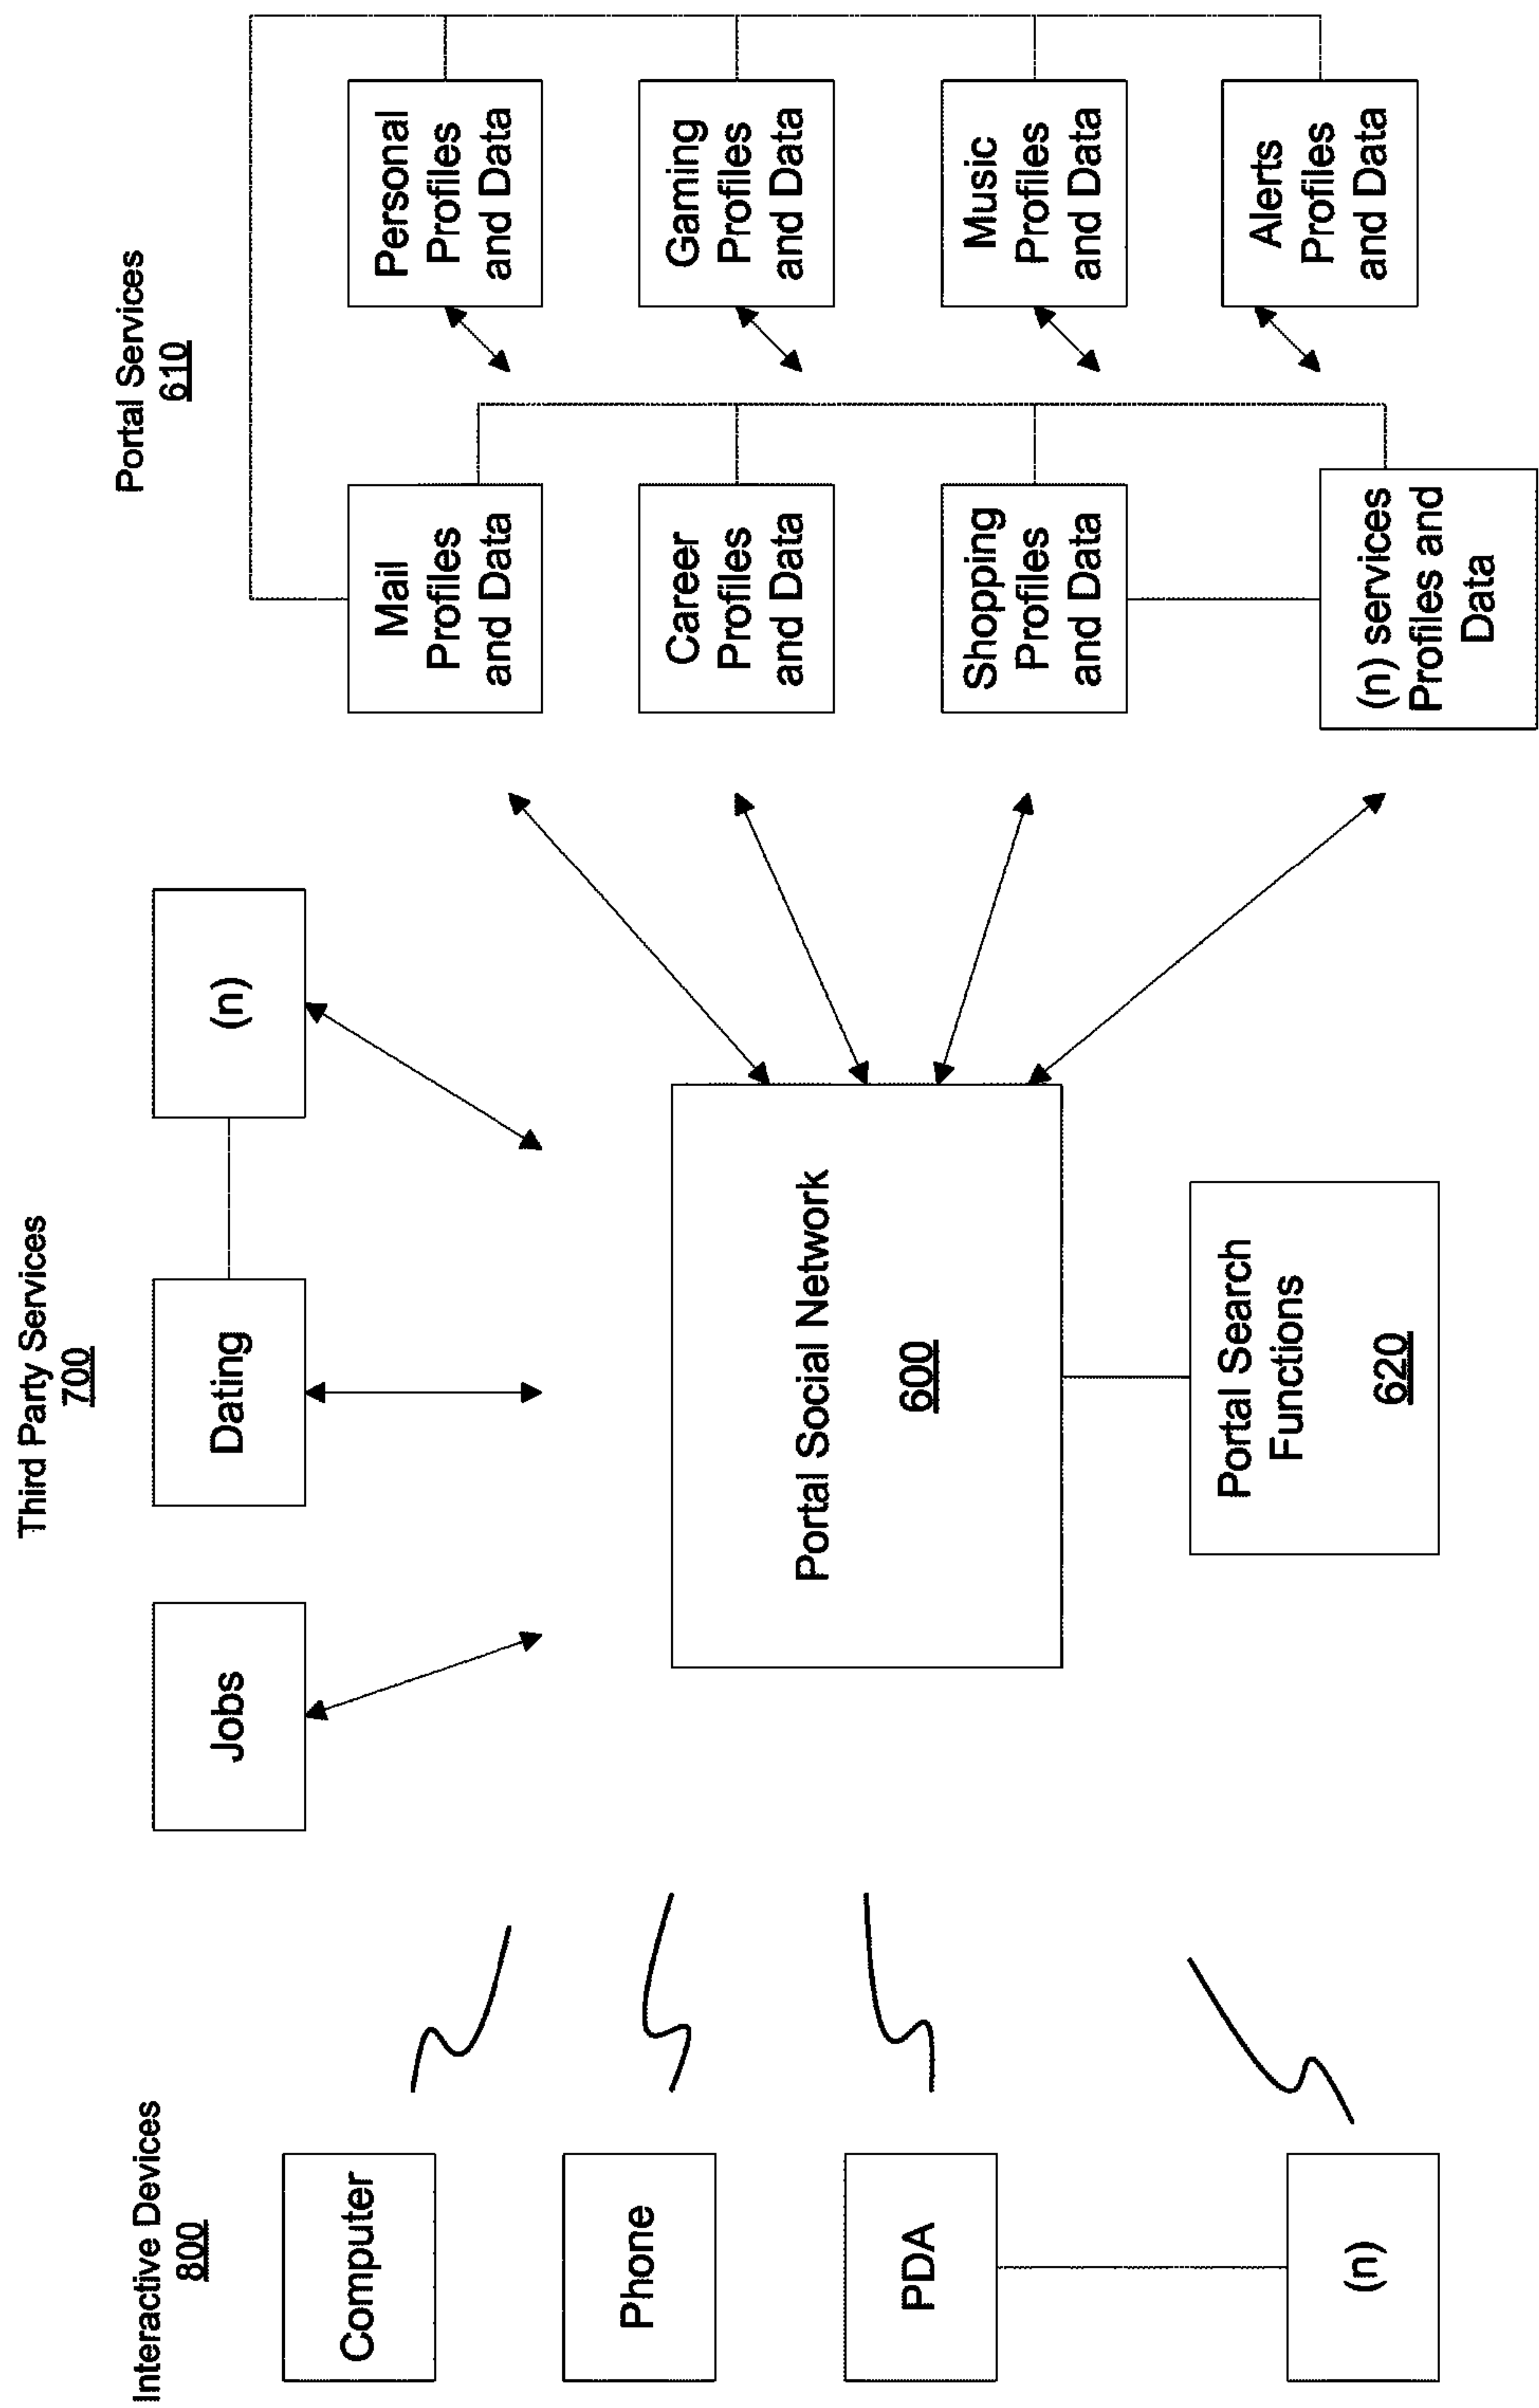 Interactive Devices
800
Computer
Phone
PDA
(n)
Third Party Services
700
Jobs
Dating
(n)
Portal Social Network
600
Portal Search
Functions
620
Portal Services
610
Mail
Profiles
and Data
Career
Profiles
and Data
Shopping
Profiles
and Data
(n) services
Profiles and
Data
Personal
Profiles
and Data
Gaming
Profiles
and Data
Music
Profiles
and Data
Alerts
Profiles
and Data